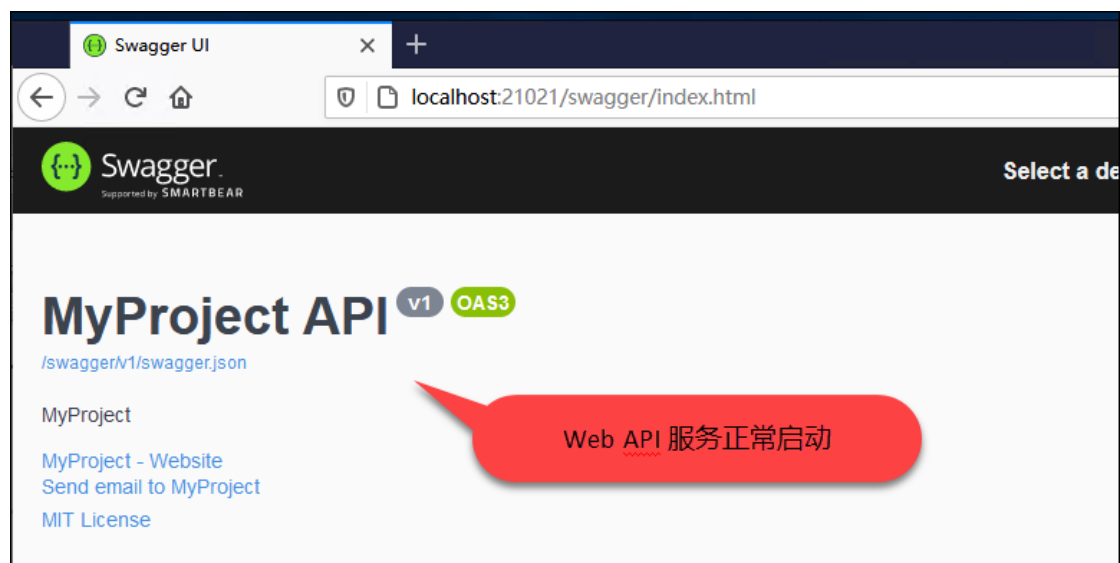 Swagger UI
localhost:21021/swagger/index.html
Swagger.
Supported by SMARTBEAR
Select a de
MyProject API v1 OAS3
/swagger/v1/swagger.json
MyProject
Web API 服务正常启动
MyProject - Website
Send email to MyProject
MIT License